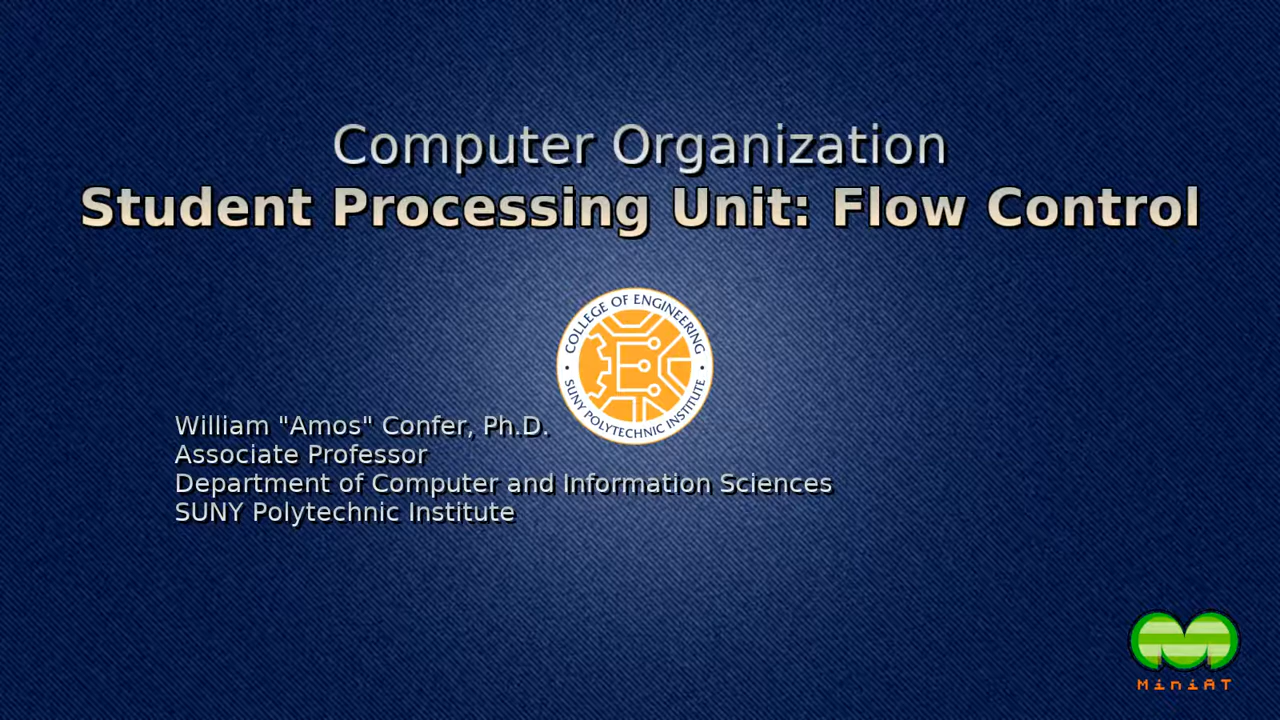 Computer Organization
Student Processing Unit: Flow Control
COLLEGE OF ENGINEERING
SUNY POLYTECHNIC INSTITUTE
William "Amos" Confer, Ph.D.
Associate Professor
Department of Computer and Information Sciences
SUNY Polytechnic Institute
MiniAT